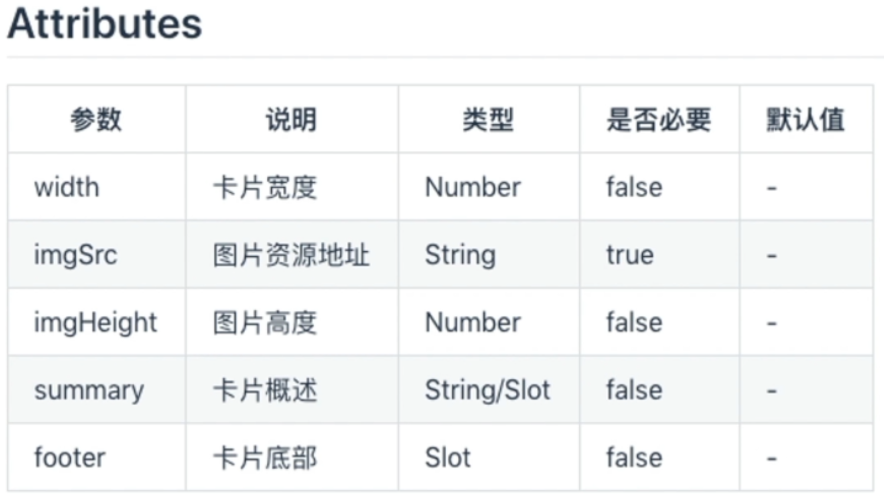 Attributes
参数 说明 类型 是否必要 默认值
width 卡片宽度 Number false -
imgSrc 图片资源地址 String true -
imgHeight 图片高度 Number false -
summary 卡片概述 String/Slot false -
footer 卡片底部 Slot false -